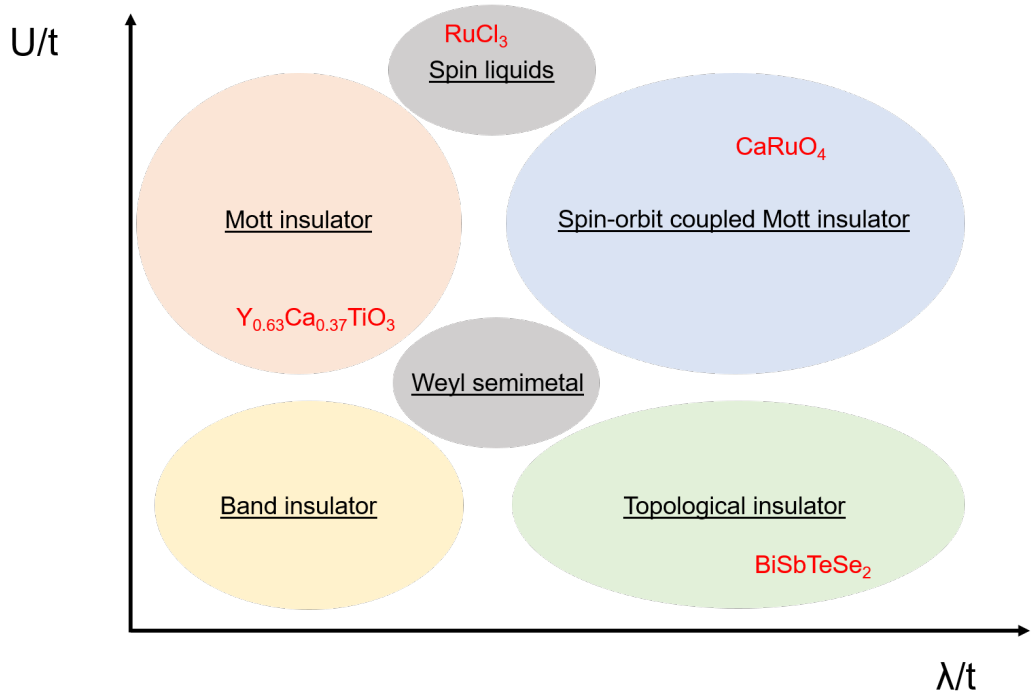 U/t
RuCl₃
Spin liquids
CaRuO₄
Mott insulator
Spin-orbit coupled Mott insulator
Y₀.₆₃Ca₀.₃₇TiO₃
Weyl semimetal
Band insulator
Topological insulator
BiSbTeSe₂
λ/t